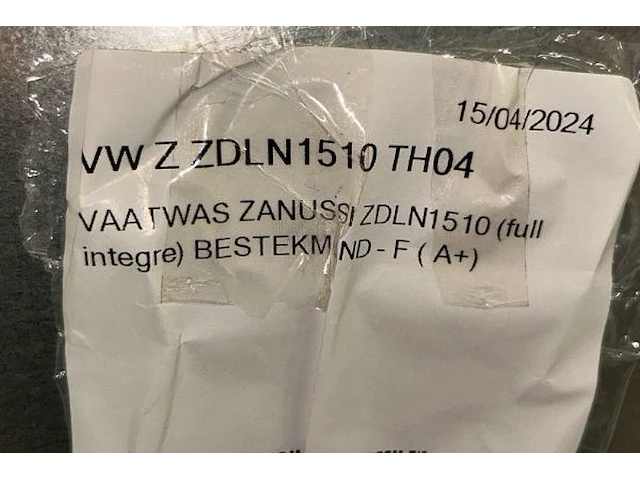 15/04/2024
VW Z ZDLN1510 TH04
VAATWAS ZANUSSI ZDLN1510 (full
integre) BESTEKMAND - F ( A+)